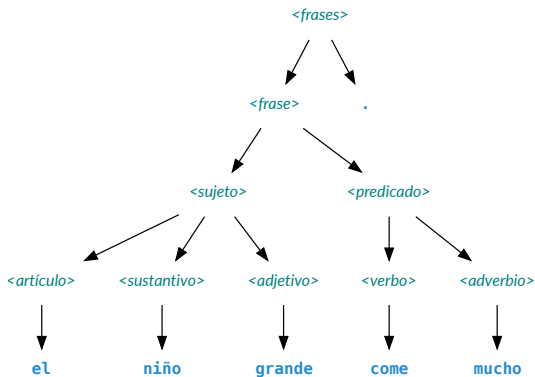 <frases>
<frase> .
<sujeto> <predicado>
<artículo> <sustantivo> <adjetivo> <verbo> <adverbio>
el niño grande come mucho